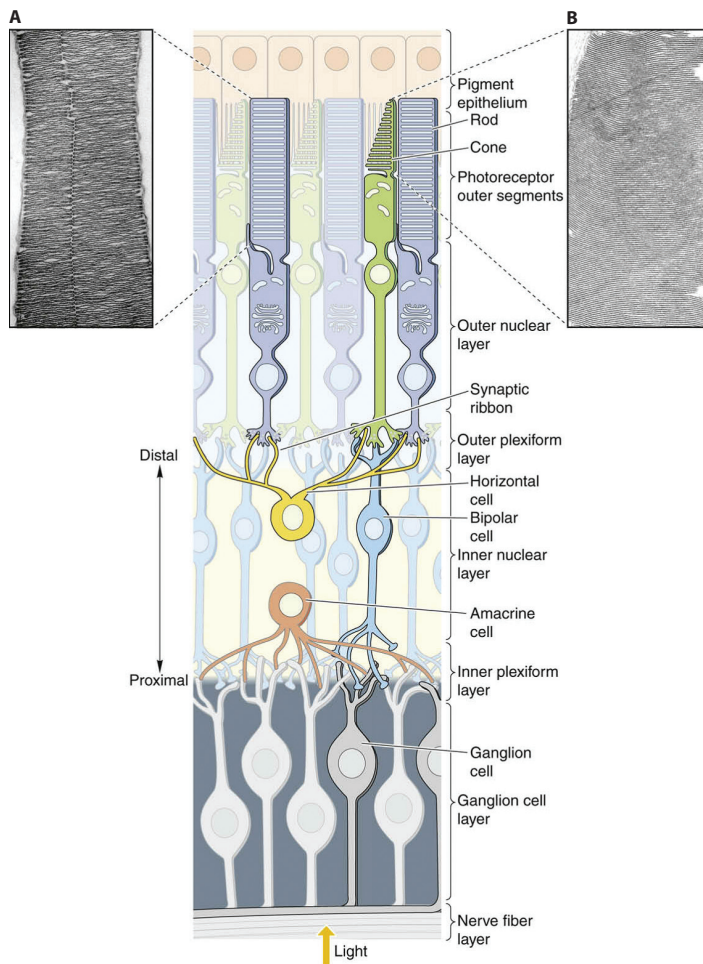 A
B
Pigment
epithelium
Rod
Cone
Photoreceptor
outer segments
Outer nuclear
layer
Synaptic
ribbon
Distal
Outer plexiform
layer
Horizontal
cell
Bipolar
cell
Inner nuclear
layer
Amacrine
cell
Proximal
Inner plexiform
layer
Ganglion
cell
Ganglion cell
layer
Nerve fiber
layer
Light